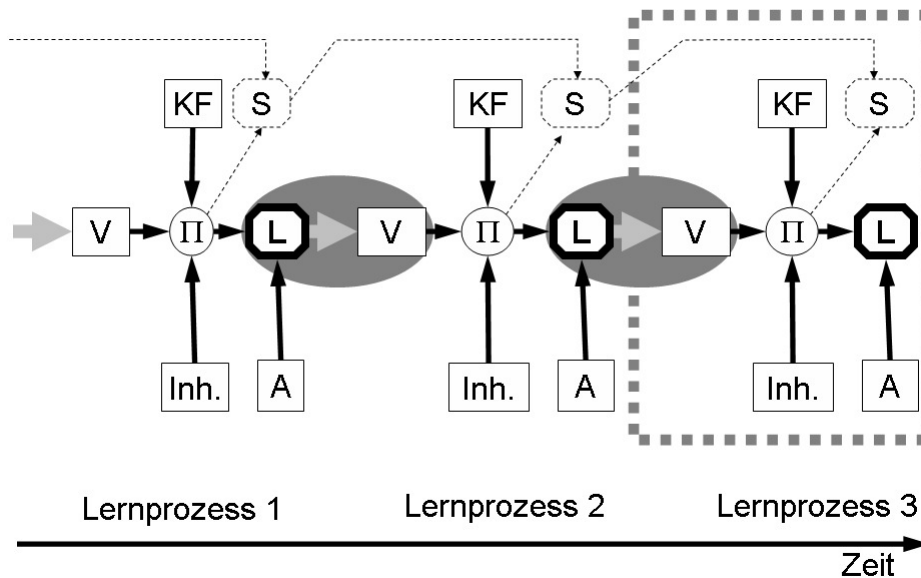 KF S KF S KF S
V Π L V Π L V Π L
Inh. A Inh. A Inh. A
Lernprozess 1 Lernprozess 2 Lernprozess 3
Zeit